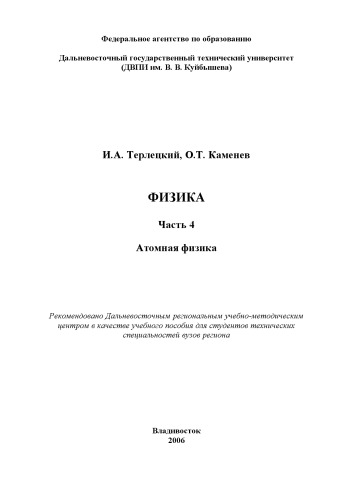 Федеральное агентство по образованию
Дальневосточный государственный технический университет
(ДВПИ им. В. В. Куйбышева)
И.А. Терлецкий, О.Т. Каменев
ФИЗИКА
Часть 4
Атомная физика
Рекомендовано Дальневосточным региональным учебно-методическим
центром в качестве учебного пособия для студентов технических
специальностей вузов региона
Владивосток
2006